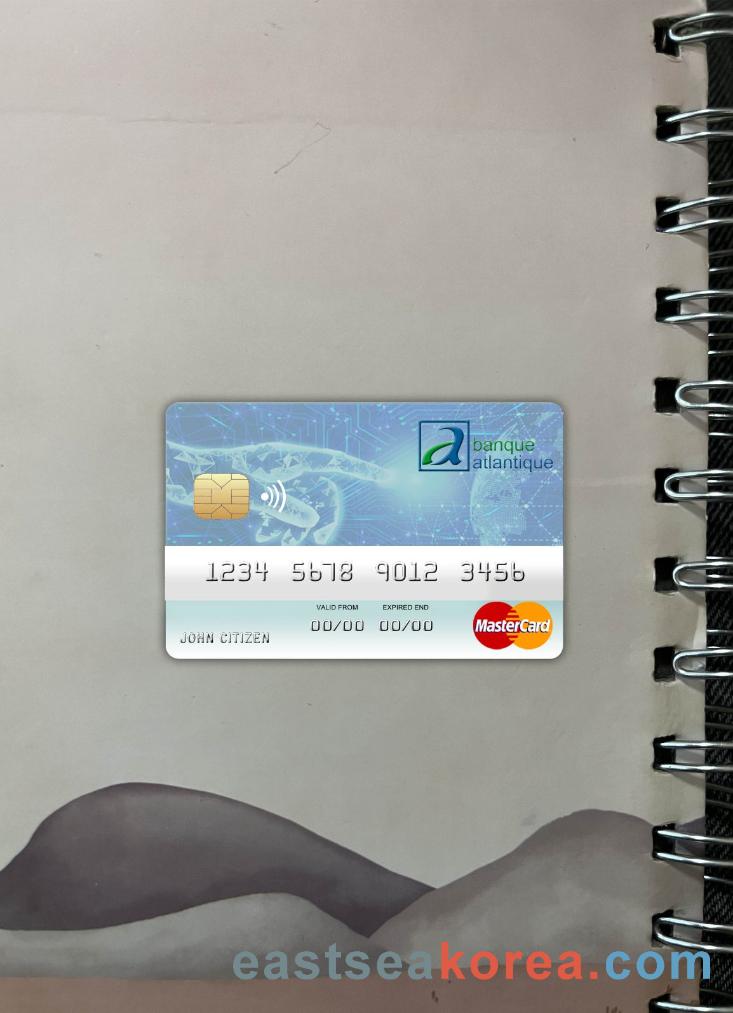 banque
atlantique
1234 5678 9012 3456
VALID FROM EXPIRED END
00/00 00/00
JOHN CITIZEN
MasterCard
eastseakorea.com